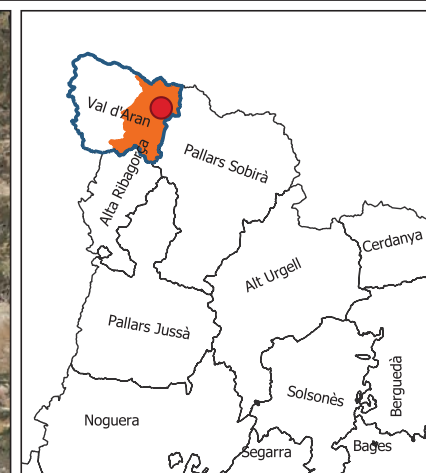 Val d'Aran
Pallars Sobirà
Alta Ribagorça
Cerdanya
Alt Urgell
Pallars Jussà
Berguedà
Solsonès
Noguera
Bages
Segarra